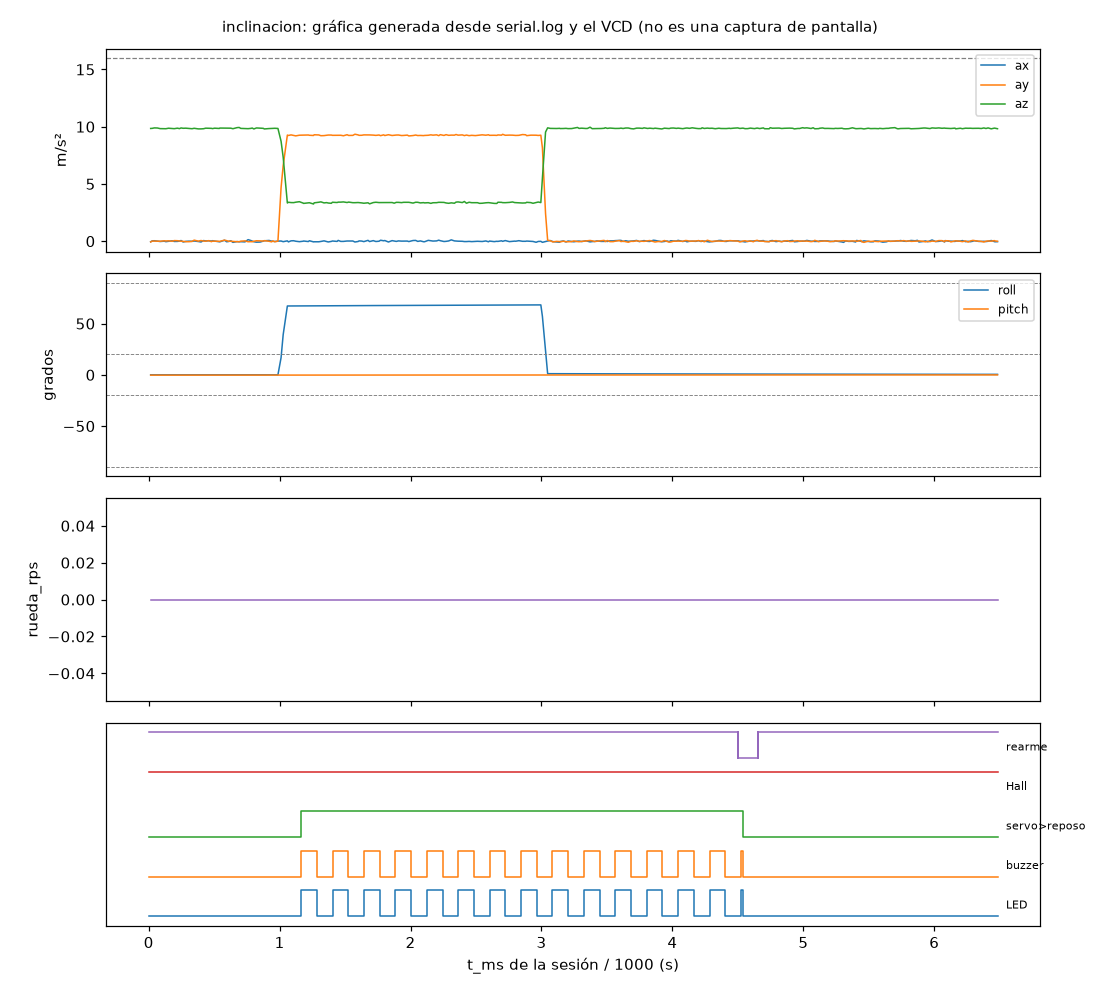 inclinacion: gráfica generada desde serial.log y el VCD (no es una captura de pantalla)
15
10
5
0
m/s²
ax
ay
az
50
0
−50
grados
roll
pitch
0.04
0.02
0.00
−0.02
−0.04
rueda_rps
rearme
Hall
servo>reposo
buzzer
LED
0 1 2 3 4 5 6
t_ms de la sesión / 1000 (s)